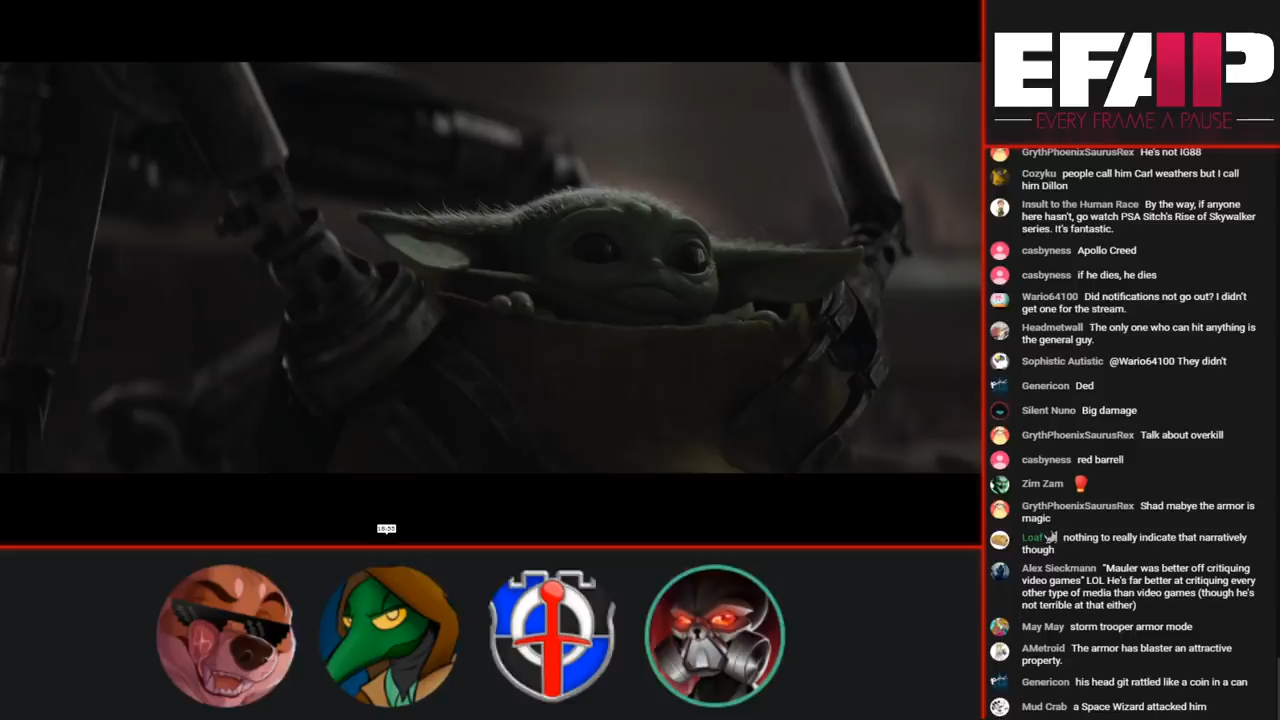 EFAP
EVERY FRAME A PAUSE
GrythPhoenixSaurusRex He's not IG88
Cozyku people call him Carl weathers but I call
him Dillon
Insult to the Human Race By the way, if anyone
here hasn't, go watch PSA Sitch's Rise of Skywalker
series. It's fantastic.
casbyness Apollo Creed
casbyness if he dies, he dies
Wario64100 Did notifications not go out? I didn't
get one for the stream.
Headmetwall The only one who can hit anything is
the general guy.
Sophistic Autistic @Wario64100 They didn't
Genericon Ded
Silent Nuno Big damage
GrythPhoenixSaurusRex Talk about overkill
casbyness red barrell
Zim Zam
GrythPhoenixSaurusRex Shad mabye the armor is
magic
Loaf nothing to really indicate that narratively
though
Alex Sieckmann "Mauler was better off critiquing
video games" LOL He's far better at critiquing every
other type of media than video games (though he's
not terrible at that either)
May May storm trooper armor mode
AMetroid The armor has blaster an attractive
property.
Genericon his head git rattled like a coin in a can
Mud Crab a Space Wizard attacked him
18:55